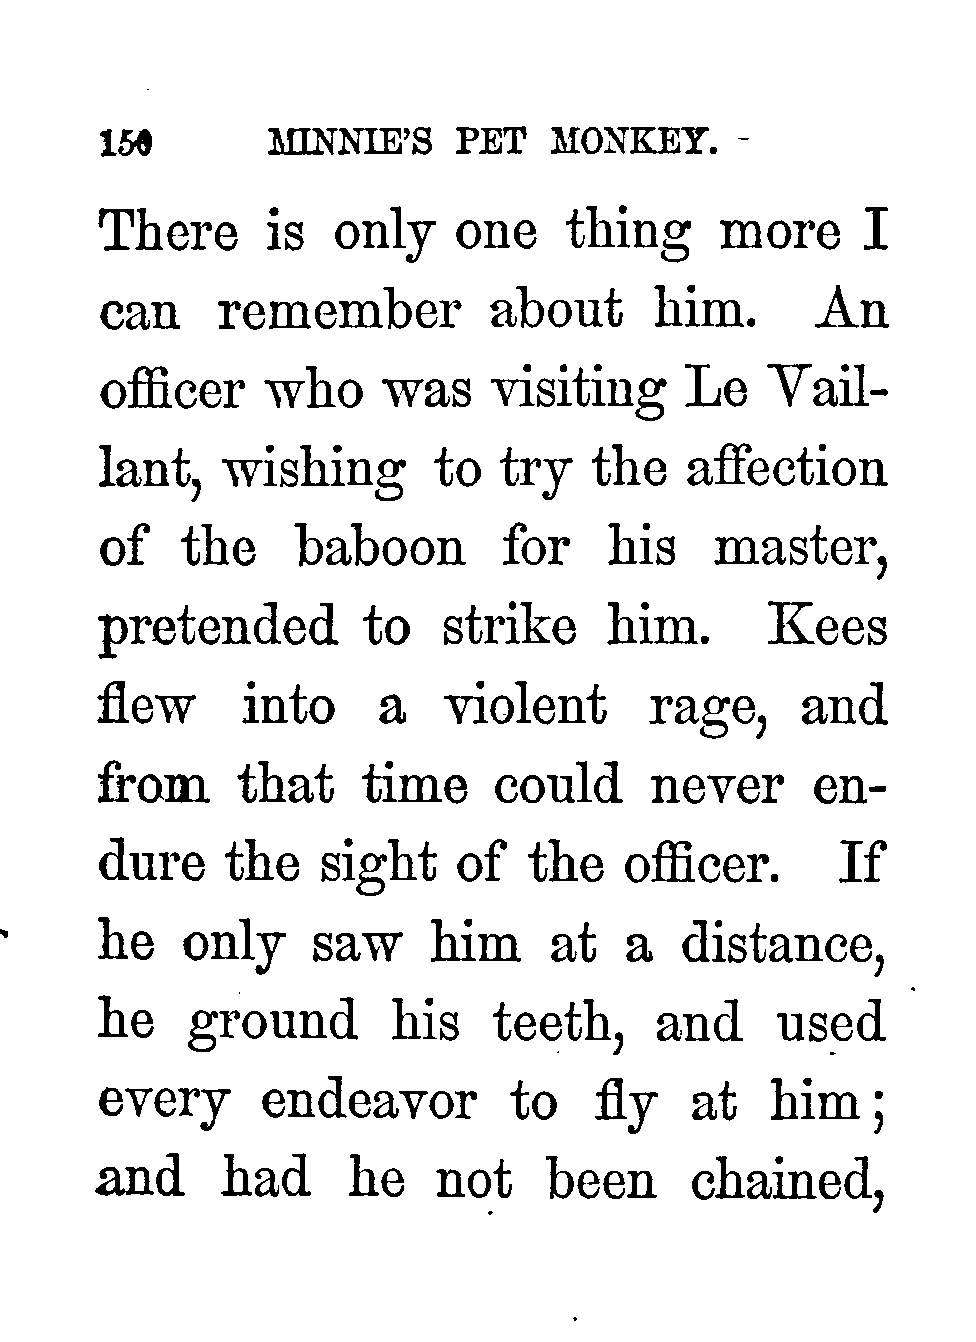 150 MINNIE'S PET MONKEY.
There is only one thing more I
can remember about him. An
officer who was visiting Le Vail-
lant, wishing to try the affection
of the baboon for his master,
pretended to strike him. Kees
flew into a violent rage, and
from that time could never en-
dure the sight of the officer. If
he only saw him at a distance,
he ground his teeth, and used
every endeavor to fly at him;
and had he not been chained,